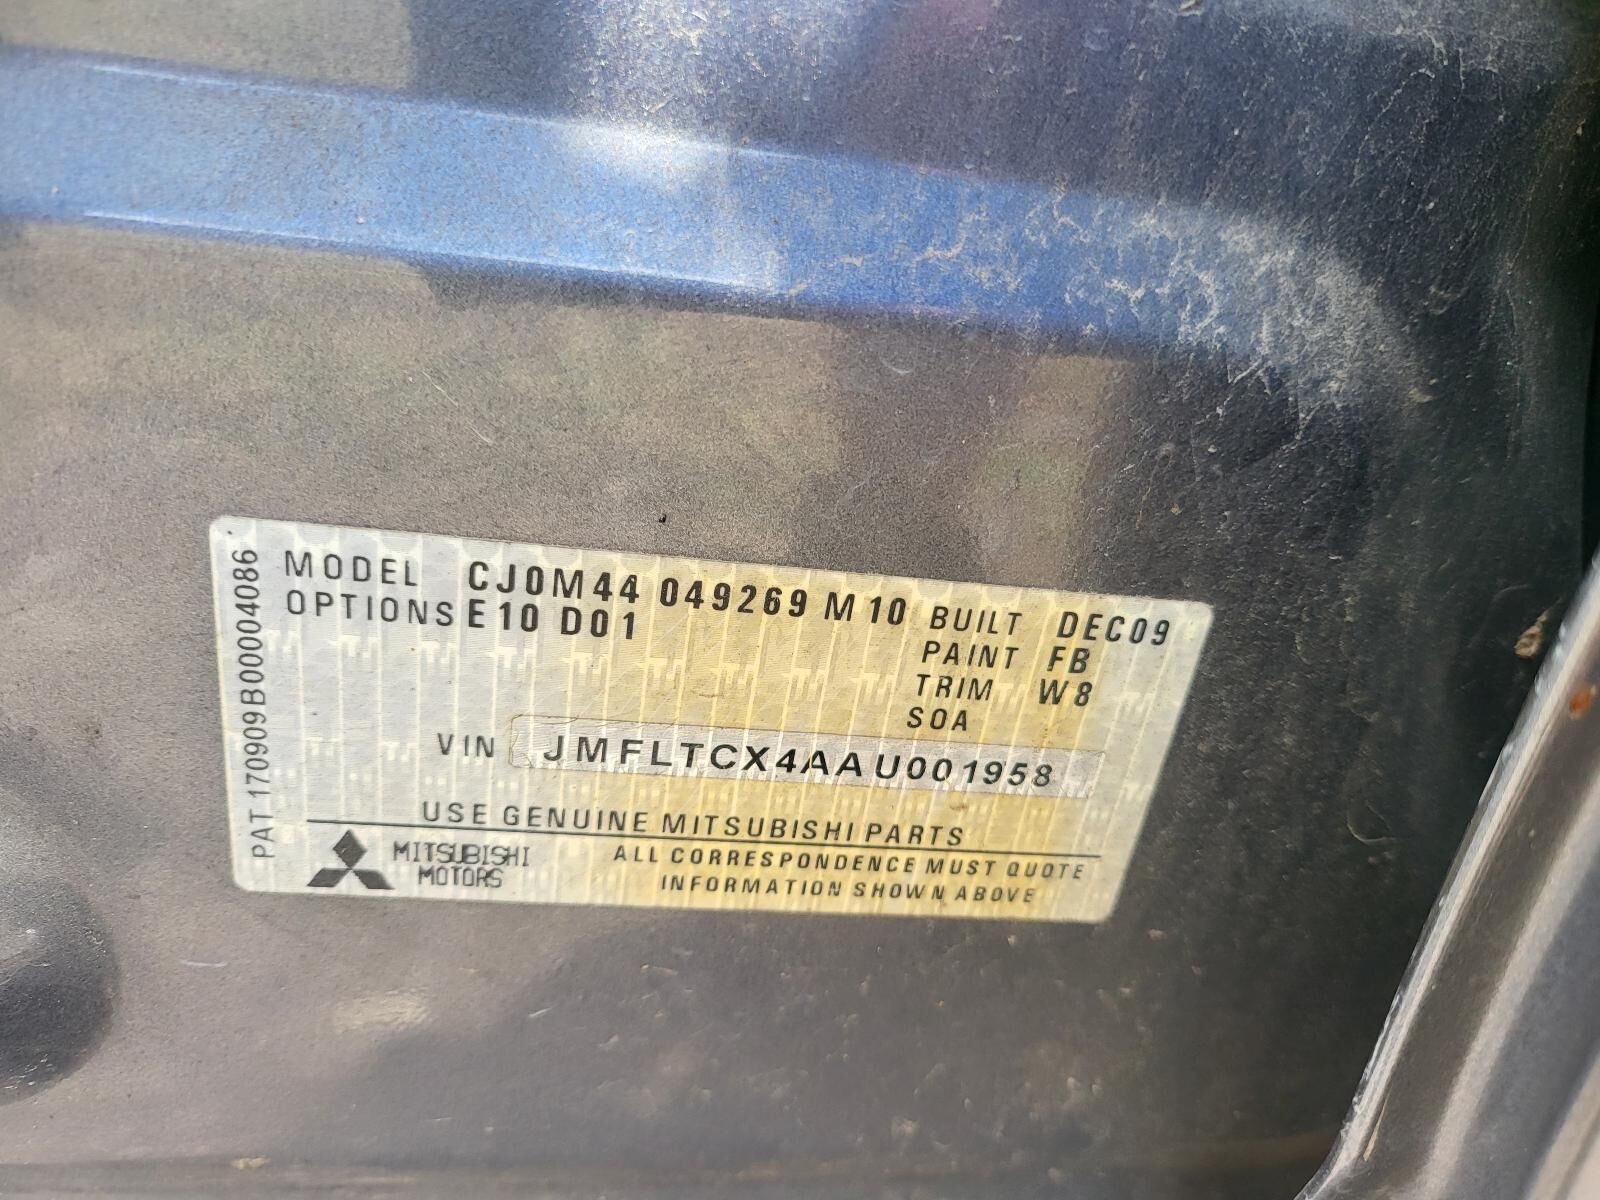 PAT 170909B000004086
MODEL CJ0M44 049269 M10 BUILT DEC09
OPTIONS E10 D01 PAINT FB
TRIM W8
SOA
VIN JMFLTCX4AAU001958
USE GENUINE MITSUBISHI PARTS
MITSUBISHI MOTORS
ALL CORRESPONDENCE MUST QUOTE
INFORMATION SHOWN ABOVE